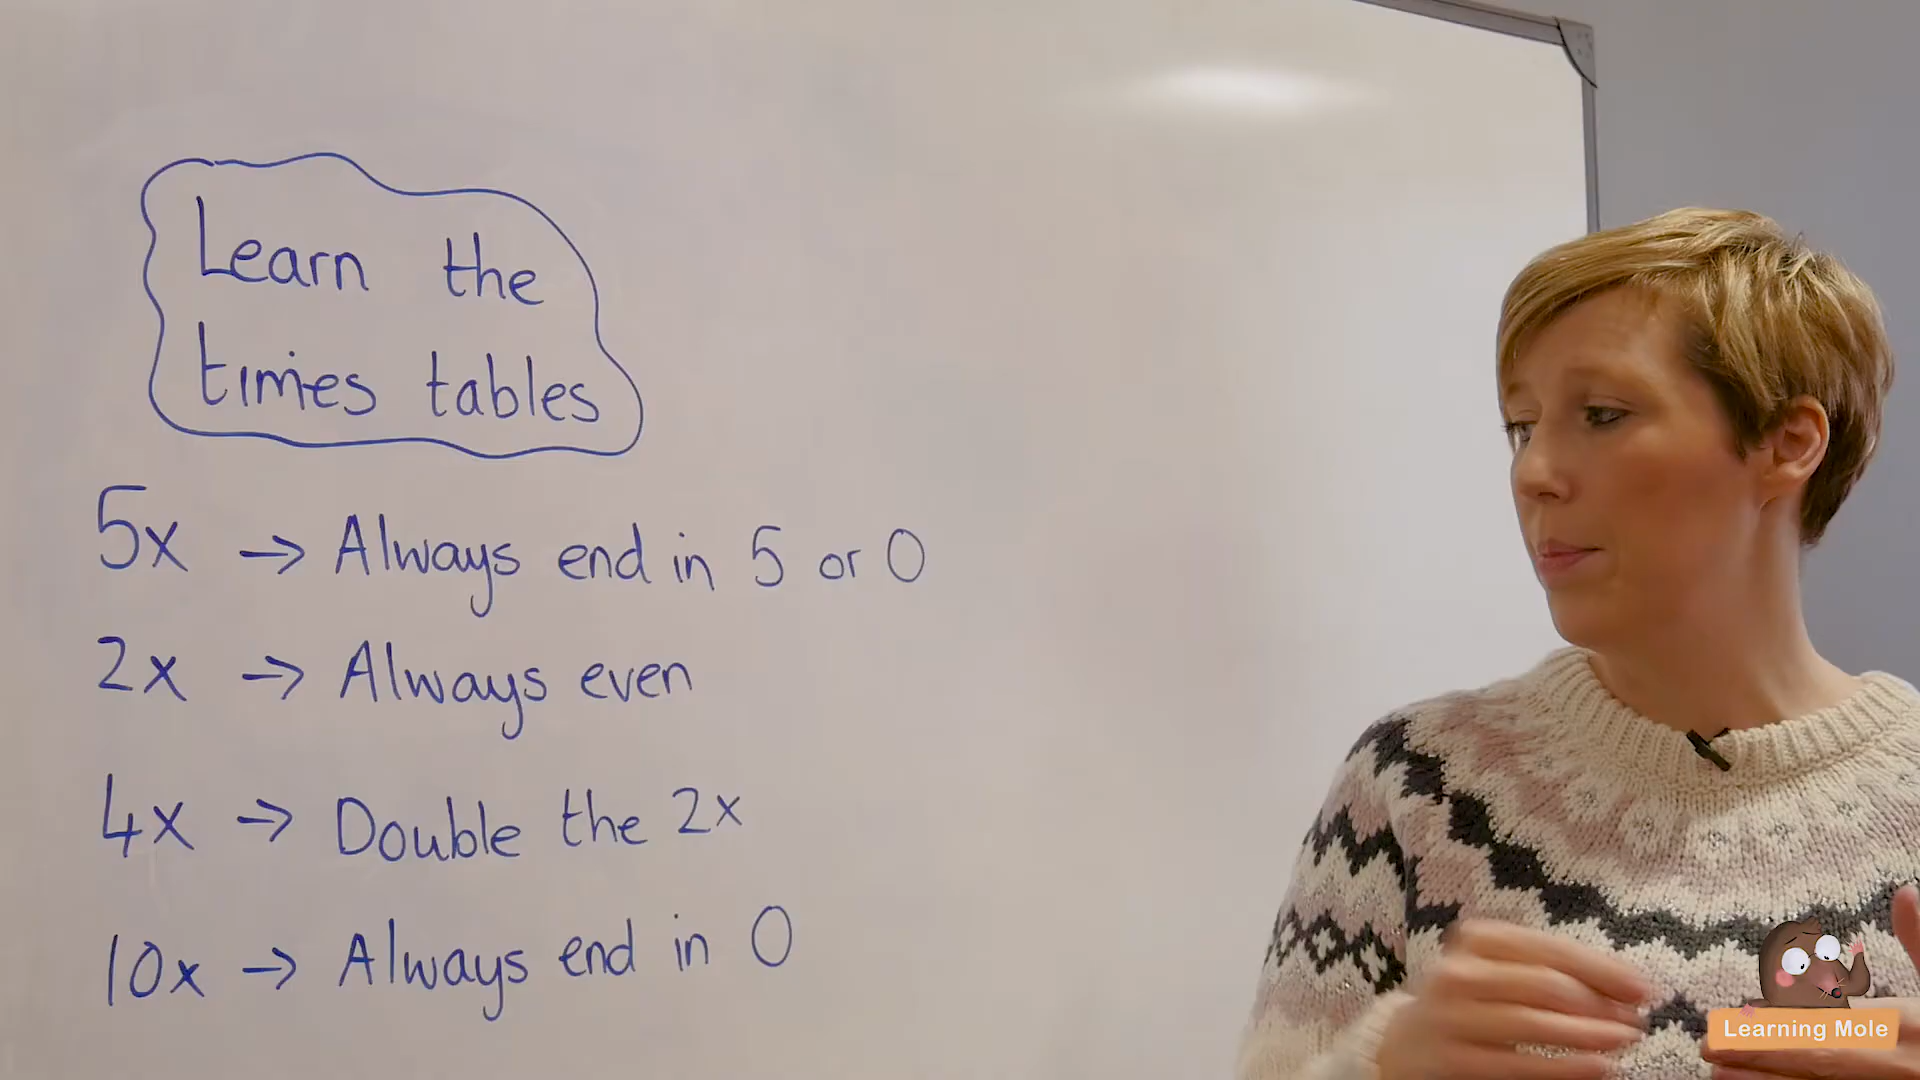 Learn the
times tables
5x → Always end in 5 or 0
2x → Always even
4x → Double the 2x
10x → Always end in 0
Learning Mole